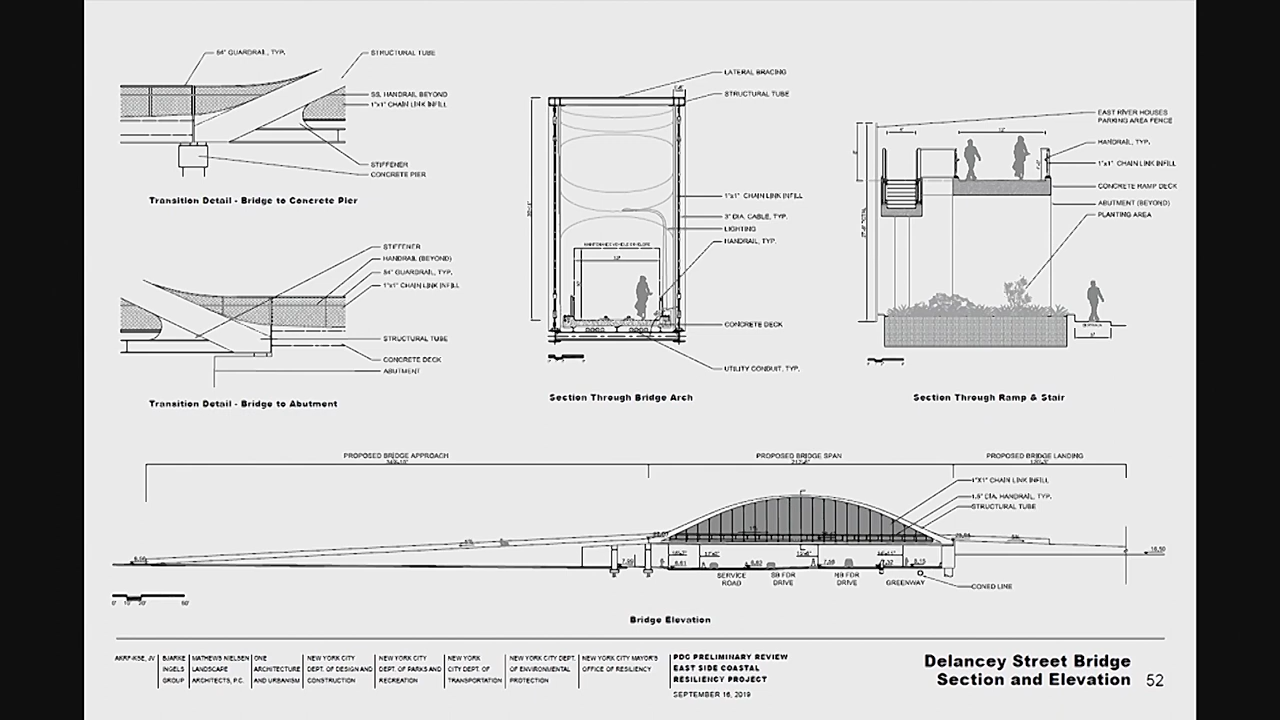 54" GUARDRAIL, TYP.
STRUCTURAL TUBE
SS. HANDRAIL BEYOND
1"x1" CHAIN LINK INFILL
STIFFENER
CONCRETE PIER
Transition Detail - Bridge to Concrete Pier
STIFFENER
HANDRAIL (BEYOND)
54" GUARDRAIL, TYP.
1"x1" CHAIN LINK INFILL
STRUCTURAL TUBE
CONCRETE DECK
ABUTMENT
Transition Detail - Bridge to Abutment
LATERAL BRACING
STRUCTURAL TUBE
1"x1" CHAIN LINK INFILL
3" DIA. CABLE, TYP.
LIGHTING
HANDRAIL, TYP.
CONCRETE DECK
UTILITY CONDUIT, TYP.
Section Through Bridge Arch
EAST RIVER HOUSES
PARKING AREA FENCE
HANDRAIL, TYP.
1"x1" CHAIN LINK INFILL
CONCRETE RAMP DECK
ABUTMENT (BEYOND)
PLANTING AREA
Section Through Ramp & Stair
PROPOSED BRIDGE APPROACH
PROPOSED BRIDGE SPAN
PROPOSED BRIDGE LANDING
1"X1" CHAIN LINK INFILL
1.5" DIA. HANDRAIL, TYP.
STRUCTURAL TUBE
SERVICE
ROAD
SB FDR
DRIVE
NB FDR
DRIVE
GREENWAY
CONED LINE
Bridge Elevation
AKRF-KSE, JV
BJARKE
INGELS
GROUP
MATHEWS NIELSEN
LANDSCAPE
ARCHITECTS, P.C.
ONE
ARCHITECTURE
AND URBANISM
NEW YORK CITY
DEPT. OF DESIGN AND
CONSTRUCTION
NEW YORK CITY
DEPT. OF PARKS AND
RECREATION
NEW YORK
CITY DEPT. OF
TRANSPORTATION
NEW YORK CITY DEPT.
OF ENVIRONMENTAL
PROTECTION
NEW YORK CITY MAYOR'S
OFFICE OF RESILIENCY
PDC PRELIMINARY REVIEW
EAST SIDE COASTAL
RESILIENCY PROJECT
SEPTEMBER 16, 2019
Delancey Street Bridge
Section and Elevation 52